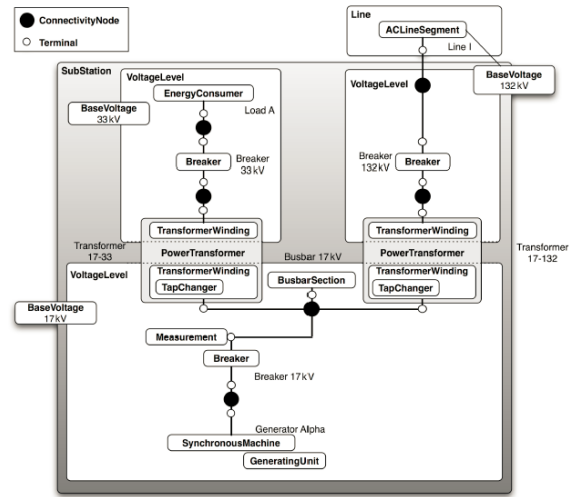 ConnectivityNode
Terminal
Line
ACLineSegment
Line I
SubStation
VoltageLevel
EnergyConsumer
BaseVoltage
33 kV
Load A
Breaker
Breaker
33 kV
VoltageLevel
BaseVoltage
132 kV
Breaker
132 kV
Breaker
TransformerWinding
PowerTransformer
TransformerWinding
TapChanger
Transformer
17-33
Busbar 17 kV
TransformerWinding
PowerTransformer
TransformerWinding
TapChanger
Transformer
17-132
VoltageLevel
BusbarSection
BaseVoltage
17 kV
Measurement
Breaker
Breaker 17 kV
Generator Alpha
SynchronousMachine
GeneratingUnit